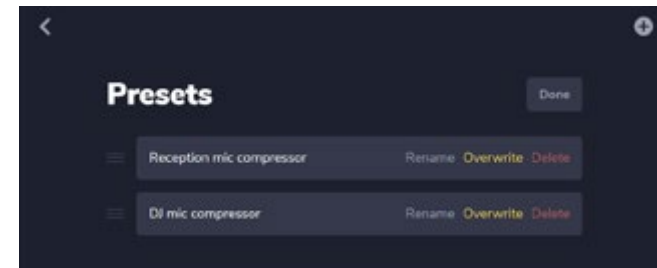 Presets
Done
Reception mic compressor Rename Overwrite Delete
DJ mic compressor Rename Overwrite Delete